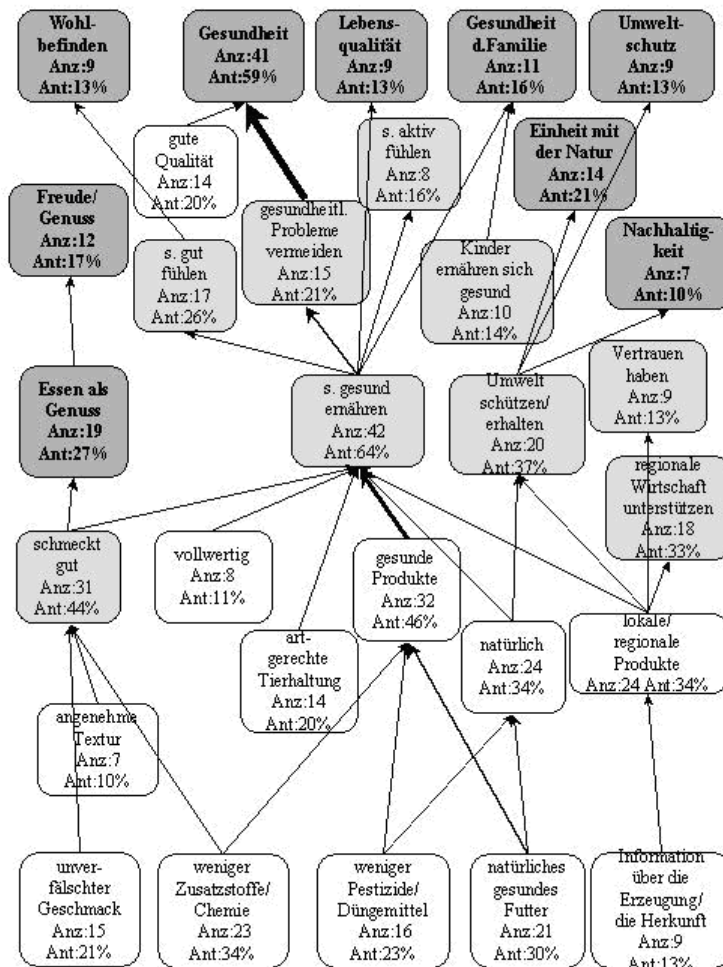 Wohl-
befinden
Anz:9
Ant:13%
Gesundheit
Anz:41
Ant:59%
Lebens-
qualität
Anz:9
Ant:13%
Gesundheit
d.Familie
Anz:11
Ant:16%
Umwelt-
schutz
Anz:9
Ant:13%
gute
Qualität
Anz:14
Ant:20%
s. aktiv
fühlen
Anz:8
Ant:16%
Einheit mit
der Natur
Anz:14
Ant:21%
Freude/
Genuss
Anz:12
Ant:17%
s. gut
fühlen
Anz:17
Ant:26%
gesundheitl.
Probleme
vermeiden
Anz:15
Ant:21%
Kinder
ernähren sich
gesund
Anz:10
Ant:14%
Nachhaltig-
keit
Anz:7
Ant:10%
Essen als
Genuss
Anz:19
Ant:27%
s. gesund
ernähren
Anz:42
Ant:64%
Umwelt
schützen/
erhalten
Anz:20
Ant:37%
Vertrauen
haben
Anz:9
Ant:13%
regionale
Wirtschaft
unterstützen
Anz:18
Ant:33%
schmeckt
gut
Anz:31
Ant:44%
vollwertig
Anz:8
Ant:11%
gesunde
Produkte
Anz:32
Ant:46%
art-
gerechte
Tierhaltung
Anz:14
Ant:20%
natürlich
Anz:24
Ant:34%
lokale/
regionale
Produkte
Anz:24 Ant:34%
angenehme
Textur
Anz:7
Ant:10%
unver-
fälschter
Geschmack
Anz:15
Ant:21%
weniger
Zusatzstoffe/
Chemie
Anz:23
Ant:34%
weniger
Pestizide/
Düngemittel
Anz:16
Ant:23%
natürliches
gesundes
Futter
Anz:21
Ant:30%
Information
über die
Erzeugung/
die Herkunft
Anz:9
Ant:13%